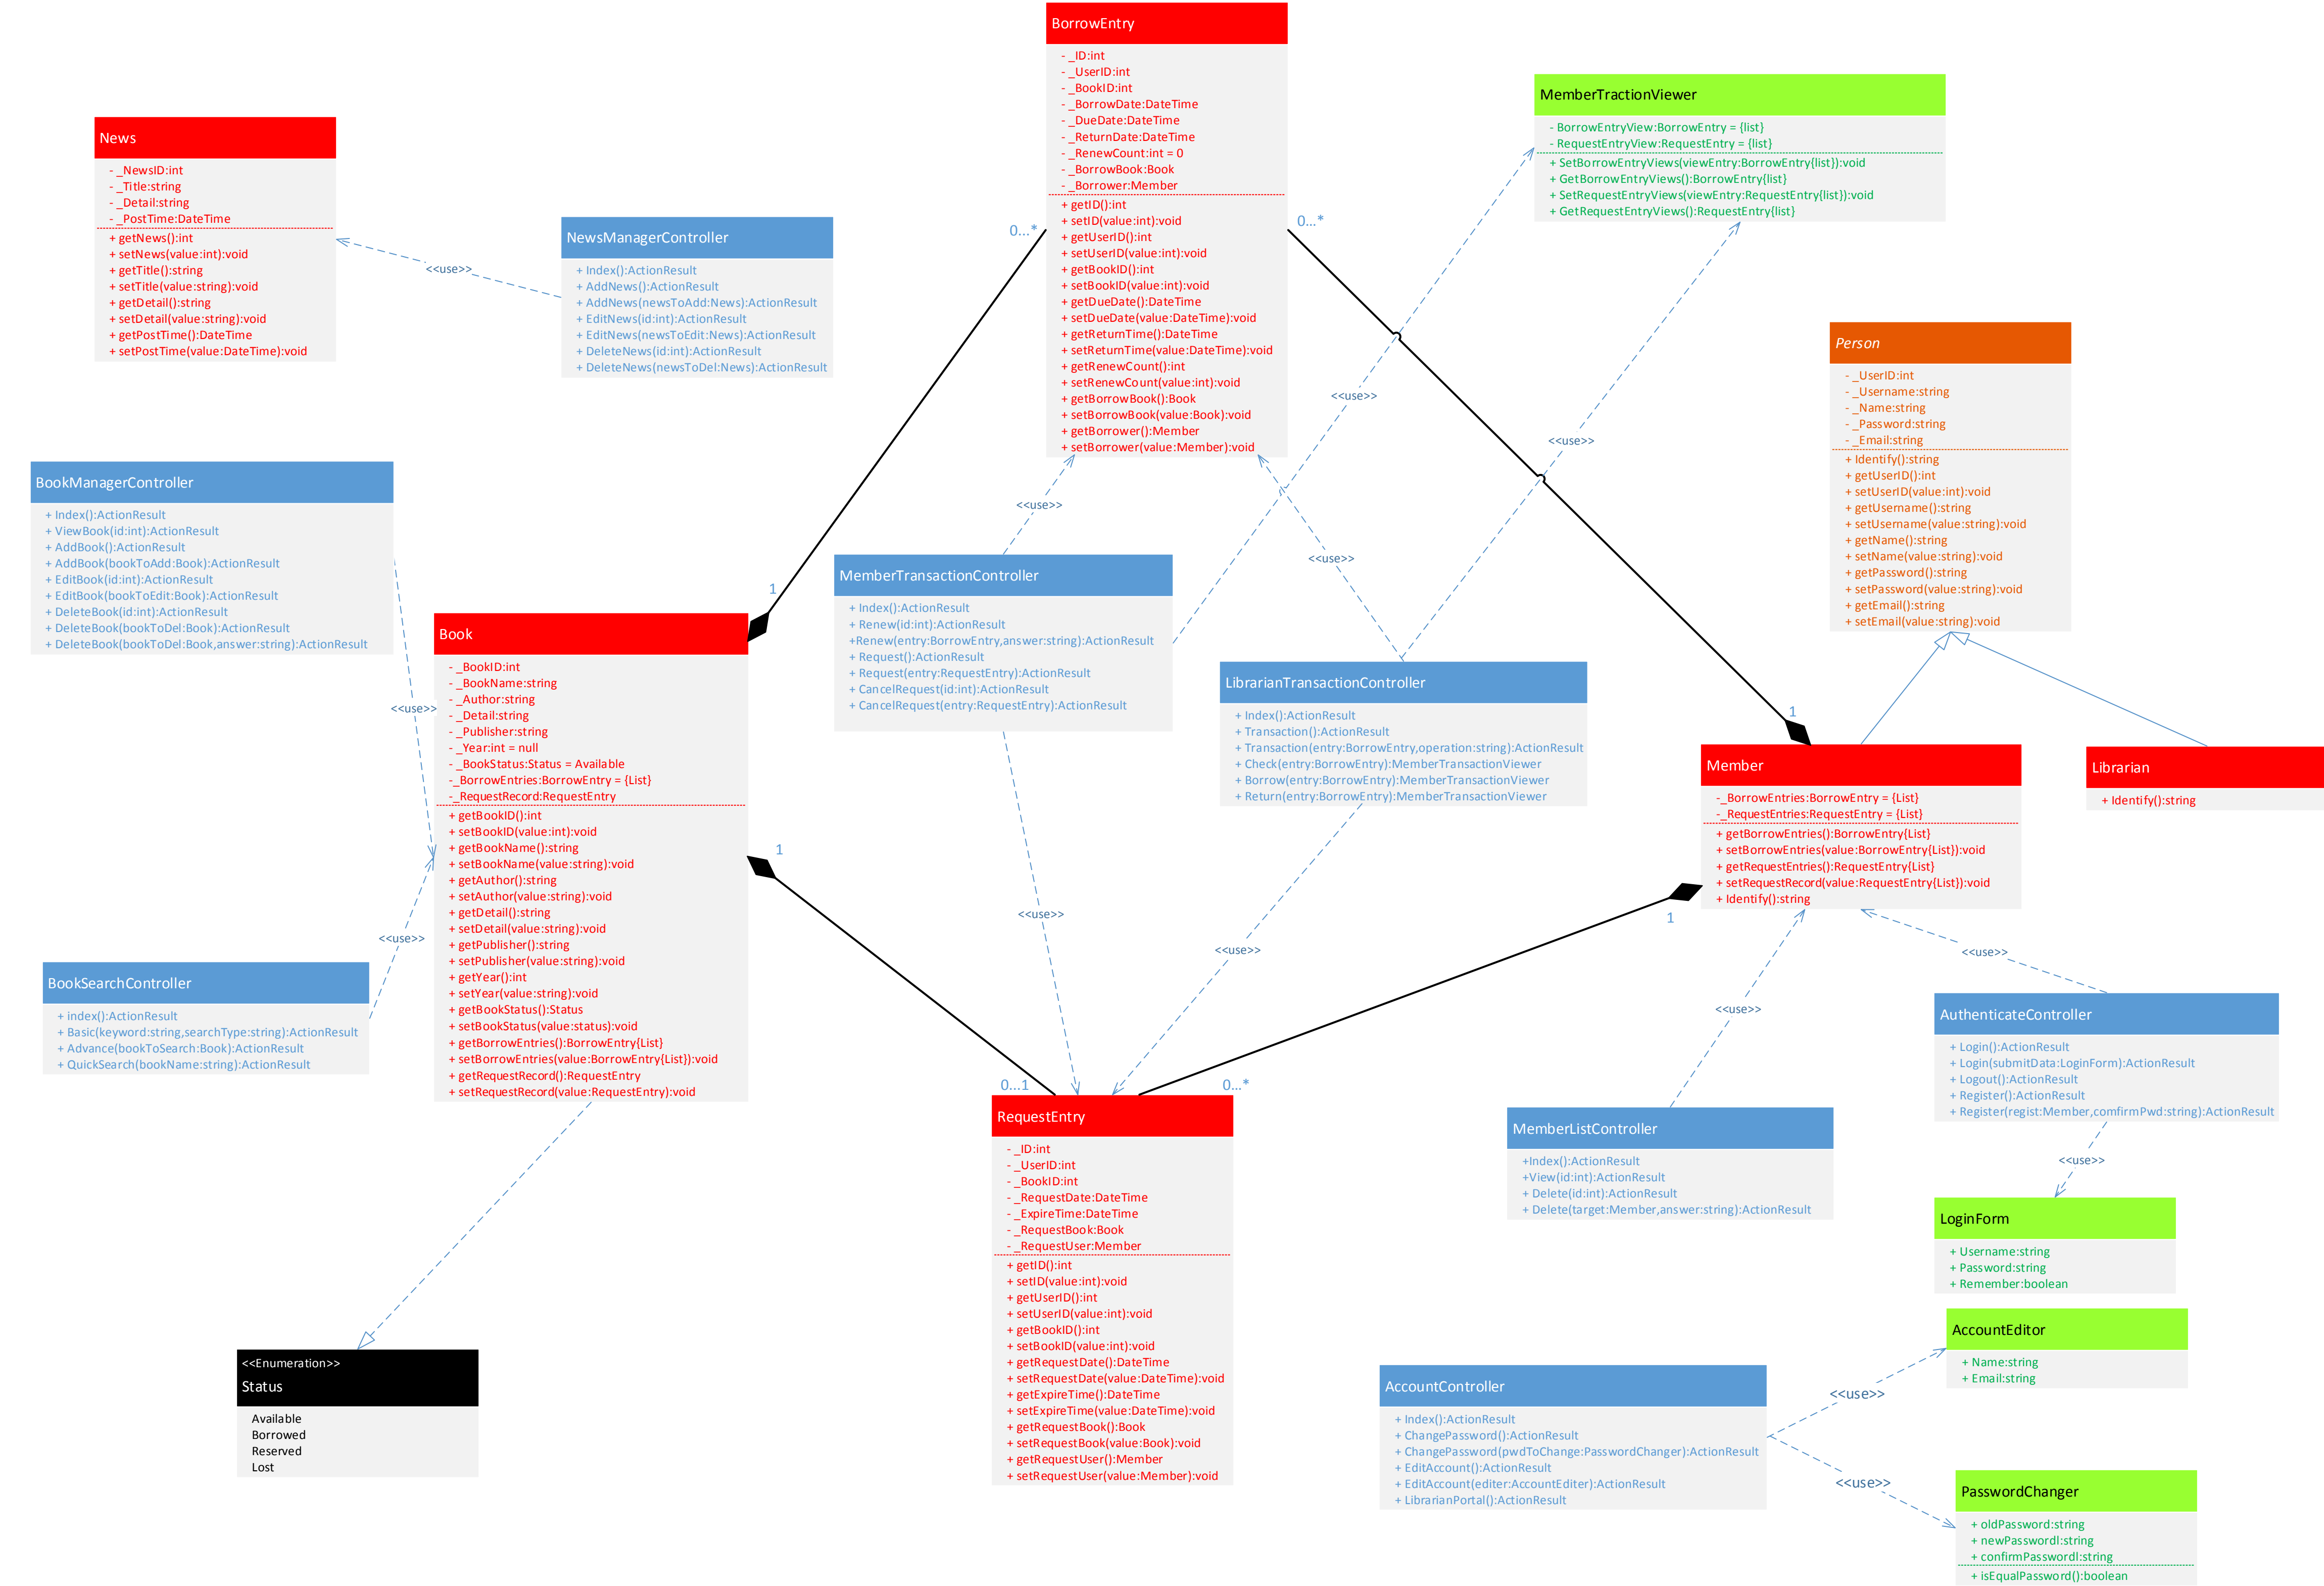 BorrowEntry
- _ID:int
- _UserID:int
- _BookID:int
- _BorrowDate:DateTime
- _DueDate:DateTime
- _ReturnDate:DateTime
- _RenewCount:int = 0
- _BorrowBook:Book
- _Borrower:Member
+ getID():int
+ setID(value:int):void
+ getUserID():int
+ setUserID(value:int):void
+ getBookID():int
+ setBookID(value:int):void
+ getDueDate():DateTime
+ setDueDate(value:DateTime):void
+ getReturnTime():DateTime
+ setReturnTime(value:DateTime):void
+ getRenewCount():int
+ setRenewCount(value:int):void
+ getBorrowBook():Book
+ setBorrowBook(value:Book):void
+ getBorrower():Member
+ setBorrower(value:Member):void
0...*
0...*
MemberTractionViewer
- BorrowEntryView:BorrowEntry = {list}
- RequestEntryView:RequestEntry = {list}
+ SetBorrowEntryViews(viewEntry:BorrowEntry{list}):void
+ GetBorrowEntryViews():BorrowEntry{list}
+ SetRequestEntryViews(viewEntry:RequestEntry{list}):void
+ GetRequestEntryViews():RequestEntry{list}
News
- _NewsID:int
- _Title:string
- _Detail:string
- _PostTime:DateTime
+ getNews():int
+ setNews(value:int):void
+ getTitle():string
+ setTitle(value:string):void
+ getDetail():string
+ setDetail(value:string):void
+ getPostTime():DateTime
+ setPostTime(value:DateTime):void
<<use>>
NewsManagerController
+ Index():ActionResult
+ AddNews():ActionResult
+ AddNews(newsToAdd:News):ActionResult
+ EditNews(id:int):ActionResult
+ EditNews(newsToEdit:News):ActionResult
+ DeleteNews(id:int):ActionResult
+ DeleteNews(newsToDel:News):ActionResult
Person
- _UserID:int
- _Username:string
- _Name:string
- _Password:string
- _Email:string
+ Identify():string
+ getUserID():int
+ setUserID(value:int):void
+ getUsername():string
+ setUsername(value:string):void
+ getName():string
+ setName(value:string):void
+ getPassword():string
+ setPassword(value:string):void
+ getEmail():string
+ setEmail(value:string):void
<<use>>
<<use>>
<<use>>
<<use>>
BookManagerController
+ Index():ActionResult
+ ViewBook(id:int):ActionResult
+ AddBook():ActionResult
+ AddBook(bookToAdd:Book):ActionResult
+ EditBook(id:int):ActionResult
+ EditBook(bookToEdit:Book):ActionResult
+ DeleteBook(id:int):ActionResult
+ DeleteBook(bookToDel:Book):ActionResult
+ DeleteBook(bookToDel:Book,answer:string):ActionResult
<<use>>
1
Book
- _BookID:int
- _BookName:string
- _Author:string
- _Detail:string
- _Publisher:string
- _Year:int = null
- _BookStatus:Status = Available
-_BorrowEntries:BorrowEntry = {List}
-_RequestRecord:RequestEntry
+ getBookID():int
+ setBookID(value:int):void
+ getBookName():string
+ setBookName(value:string):void
+ getAuthor():string
+ setAuthor(value:string):void
+ getDetail():string
+ setDetail(value:string):void
+ getPublisher():string
+ setPublisher(value:string):void
+ getYear():int
+ setYear(value:string):void
+ getBookStatus():Status
+ setBookStatus(value:status):void
+ getBorrowEntries():BorrowEntry{List}
+ setBorrowEntries(value:BorrowEntry{List}):void
+ getRequestRecord():RequestEntry
+ setRequestRecord(value:RequestEntry):void
1
MemberTransactionController
+ Index():ActionResult
+ Renew(id:int):ActionResult
+Renew(entry:BorrowEntry,answer:string):ActionResult
+ Request():ActionResult
+ Request(entry:RequestEntry):ActionResult
+ CancelRequest(id:int):ActionResult
+ CancelRequest(entry:RequestEntry):ActionResult
LibrarianTransactionController
+ Index():ActionResult
+ Transaction():ActionResult
+ Transaction(entry:BorrowEntry,operation:string):ActionResult
+ Check(entry:BorrowEntry):MemberTransactionViewer
+ Borrow(entry:BorrowEntry):MemberTransactionViewer
+ Return(entry:BorrowEntry):MemberTransactionViewer
1
Member
-_BorrowEntries:BorrowEntry = {List}
-_RequestEntries:RequestEntry = {List}
+ getBorrowEntries():BorrowEntry{List}
+ setBorrowEntries(value:BorrowEntry{List}):void
+ getRequestEntries():RequestEntry{List}
+ setRequestRecord(value:RequestEntry{List}):void
+ Identify():string
1
Librarian
+ Identify():string
<<use>>
BookSearchController
+ index():ActionResult
+ Basic(keyword:string,searchType:string):ActionResult
+ Advance(bookToSearch:Book):ActionResult
+ QuickSearch(bookName:string):ActionResult
<<use>>
<<use>>
<<use>>
<<use>>
AuthenticateController
+ Login():ActionResult
+ Login(submitData:LoginForm):ActionResult
+ Logout():ActionResult
+ Register():ActionResult
+ Register(regist:Member,comfirmPwd:string):ActionResult
<<use>>
0...1
0...*
RequestEntry
- _ID:int
- _UserID:int
- _BookID:int
- _RequestDate:DateTime
- _ExpireTime:DateTime
- _RequestBook:Book
- _RequestUser:Member
+ getID():int
+ setID(value:int):void
+ getUserID():int
+ setUserID(value:int):void
+ getBookID():int
+ setBookID(value:int):void
+ getRequestDate():DateTime
+ setRequestDate(value:DateTime):void
+ getExpireTime():DateTime
+ setExpireTime(value:DateTime):void
+ getRequestBook():Book
+ setRequestBook(value:Book):void
+ getRequestUser():Member
+ setRequestUser(value:Member):void
MemberListController
+Index():ActionResult
+View(id:int):ActionResult
+ Delete(id:int):ActionResult
+ Delete(target:Member,answer:string):ActionResult
LoginForm
+ Username:string
+ Password:string
+ Remember:boolean
AccountEditor
+ Name:string
+ Email:string
<<Enumeration>>
Status
Available
Borrowed
Reserved
Lost
AccountController
+ Index():ActionResult
+ ChangePassword():ActionResult
+ ChangePassword(pwdToChange:PasswordChanger):ActionResult
+ EditAccount():ActionResult
+ EditAccount(editer:AccountEditer):ActionResult
+ LibrarianPortal():ActionResult
<<use>>
<<use>>
PasswordChanger
+ oldPassword:string
+ newPasswordl:string
+ confirmPasswordl:string
+ isEqualPassword():boolean